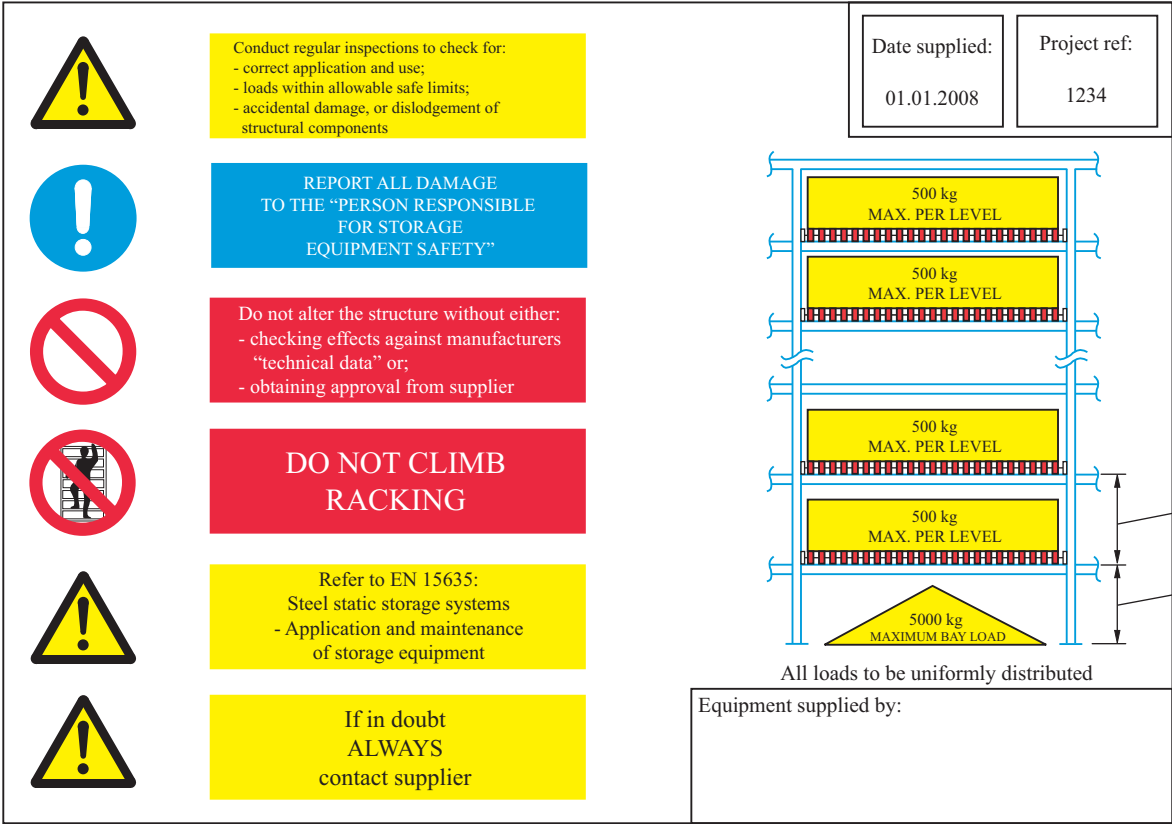 Conduct regular inspections to check for:
- correct application and use;
- loads within allowable safe limits;
- accidental damage, or dislodgement of
structural components
REPORT ALL DAMAGE
TO THE “PERSON RESPONSIBLE
FOR STORAGE
EQUIPMENT SAFETY”
Do not alter the structure without either:
- checking effects against manufacturers
“technical data” or;
- obtaining approval from supplier
DO NOT CLIMB
RACKING
Refer to EN 15635:
Steel static storage systems
- Application and maintenance
of storage equipment
If in doubt
ALWAYS
contact supplier
Date supplied:
01.01.2008
Project ref:
1234
500 kg
MAX. PER LEVEL
500 kg
MAX. PER LEVEL
500 kg
MAX. PER LEVEL
500 kg
MAX. PER LEVEL
5000 kg
MAXIMUM BAY LOAD
All loads to be uniformly distributed
Equipment supplied by: